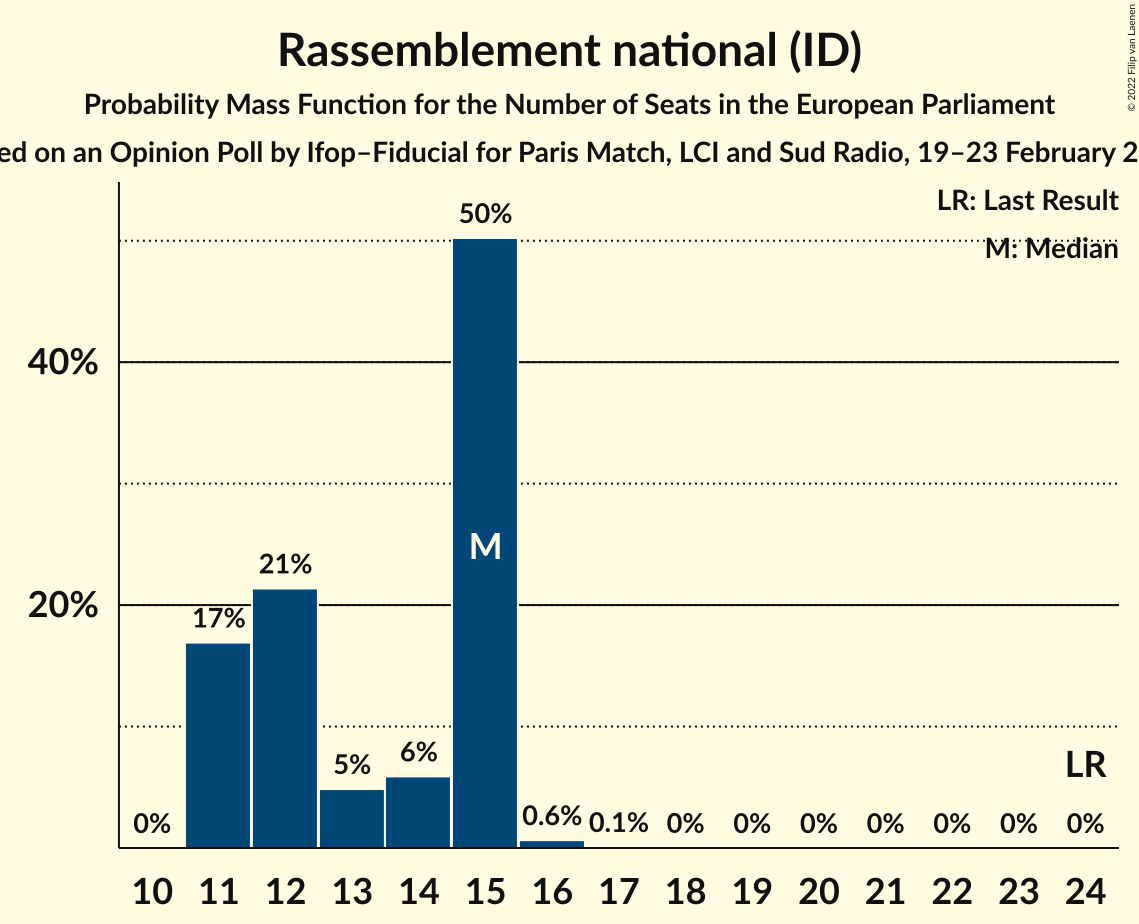 Rassemblement national (ID)
Probability Mass Function for the Number of Seats in the European Parliament
on an Opinion Poll by Ifop–Fiducial for Paris Match, LCI and Sud Radio, 19–23 February
© 2022 Filip van Laenen
LR: Last Result
M: Median
50%
40%
M
21%
20%
17%
6%
5%
LR
0% 0.6% 0.1% 0% 0% 0% 0% 0% 0% 0%
10 11 12 13 14 15 16 17 18 19 20 21 22 23 24